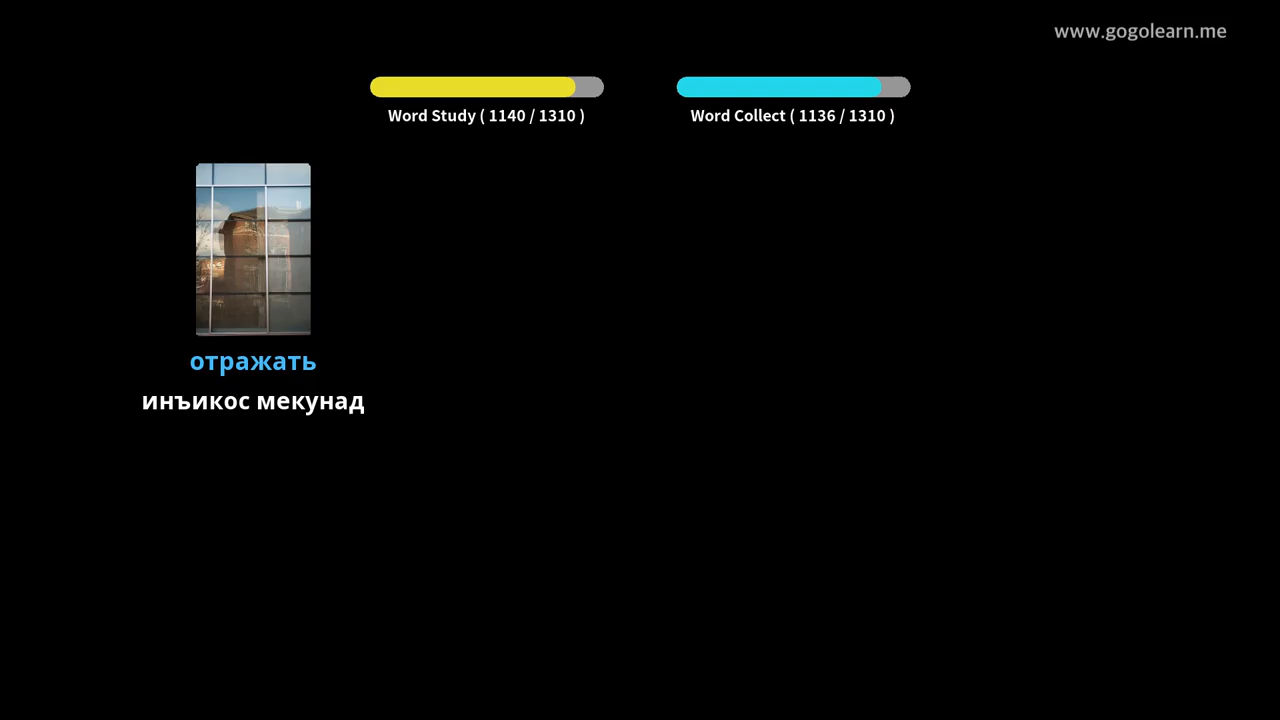 www.gogolearn.me
Word Study ( 1140 / 1310 )
Word Collect ( 1136 / 1310 )
отражать
инъикос мекунад